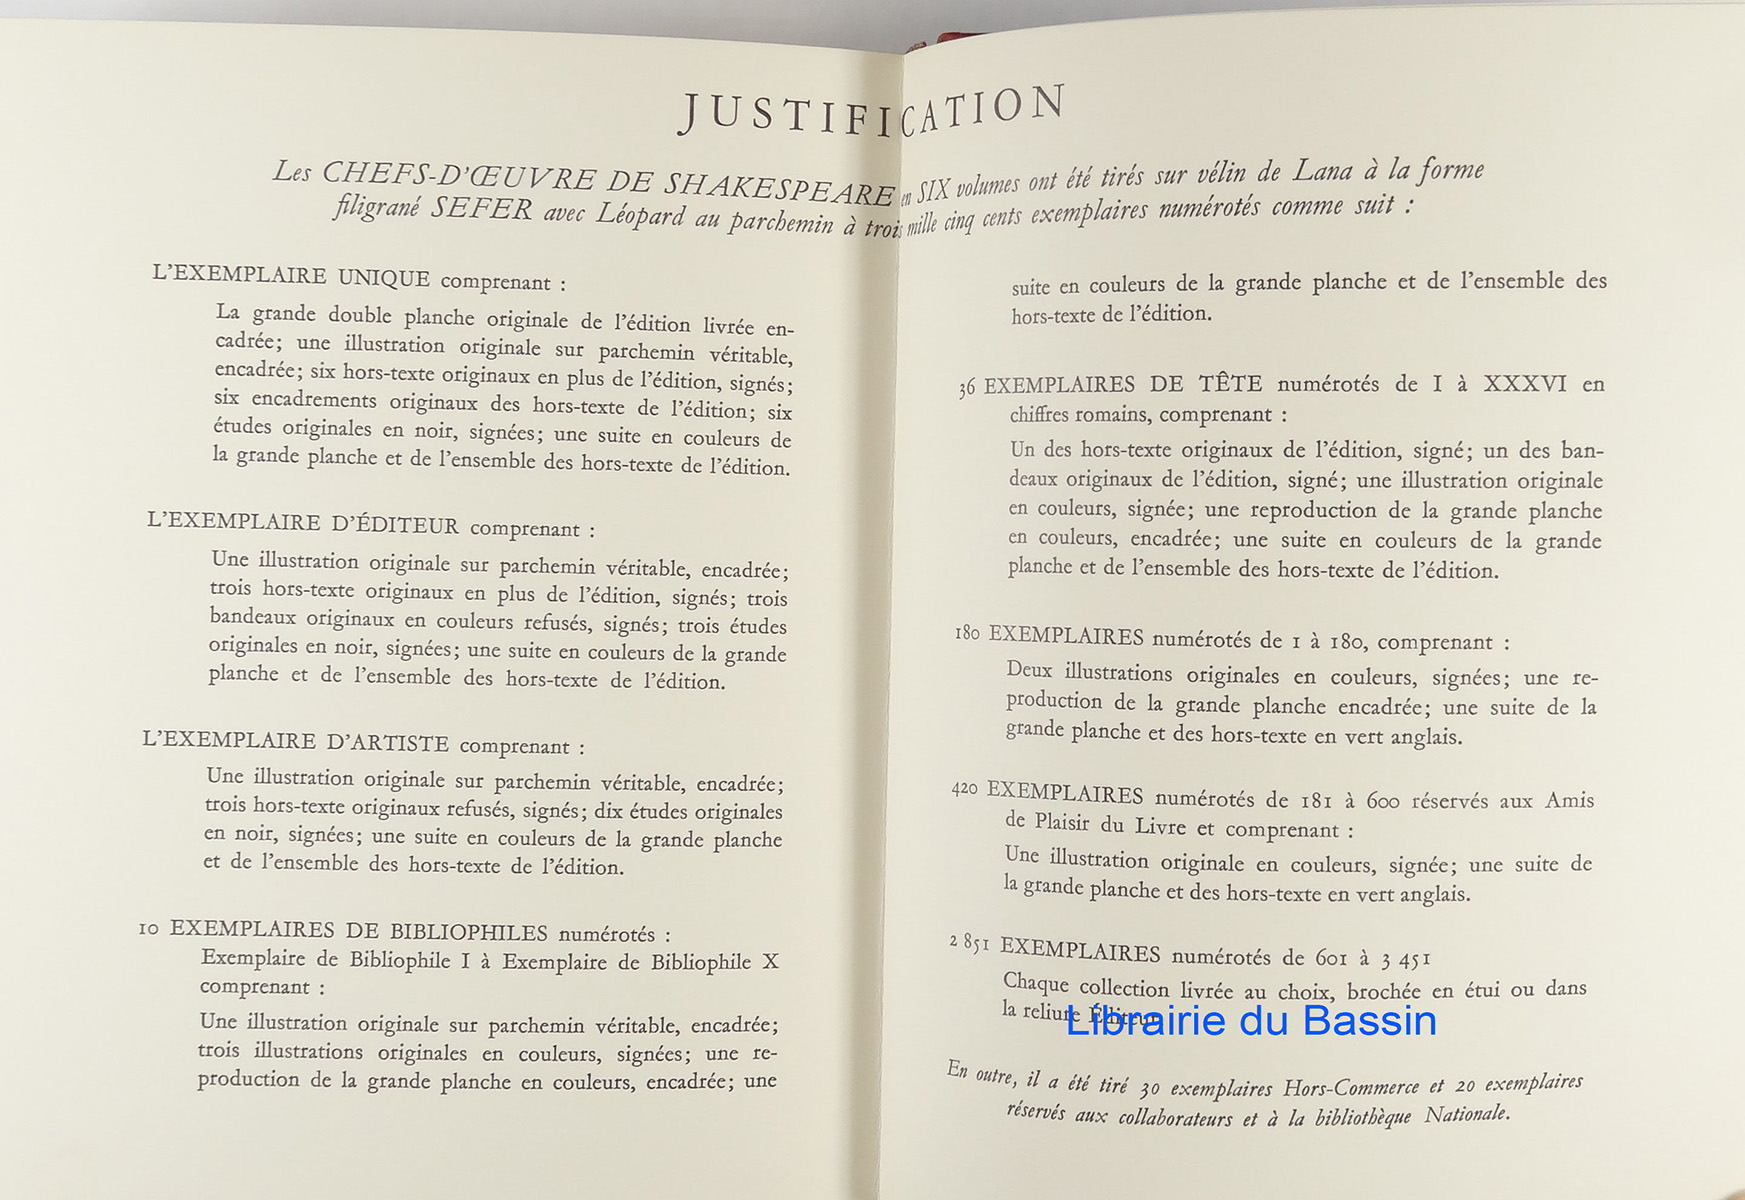 JUSTIFICATION
Les CHEFS-D'ŒUVRE DE SHAKESPEARE en SIX volumes ont été tirés sur vélin de Lana à la forme
filigrané SEFER avec Léopard au parchemin à trois mille cinq cents exemplaires numérotés comme suit :
L'EXEMPLAIRE UNIQUE comprenant :
La grande double planche originale de l'édition livrée en-
cadrée; une illustration originale sur parchemin véritable,
encadrée; six hors-texte originaux en plus de l'édition, signés;
six encadrements originaux des hors-texte de l'édition; six
études originales en noir, signées; une suite en couleurs de
la grande planche et de l'ensemble des hors-texte de l'édition.
L'EXEMPLAIRE D'ÉDITEUR comprenant :
Une illustration originale sur parchemin véritable, encadrée;
trois hors-texte originaux en plus de l'édition, signés; trois
bandeaux originaux en couleurs refusés, signés; trois études
originales en noir, signées; une suite en couleurs de la grande
planche et de l'ensemble des hors-texte de l'édition.
L'EXEMPLAIRE D'ARTISTE comprenant :
Une illustration originale sur parchemin véritable, encadrée;
trois hors-texte originaux refusés, signés; dix études originales
en noir, signées; une suite en couleurs de la grande planche
et de l'ensemble des hors-texte de l'édition.
10 EXEMPLAIRES DE BIBLIOPHILES numérotés :
Exemplaire de Bibliophile I à Exemplaire de Bibliophile X
comprenant :
Une illustration originale sur parchemin véritable, encadrée;
trois illustrations originales en couleurs, signées; une re-
production de la grande planche en couleurs, encadrée; une
suite en couleurs de la grande planche et de l'ensemble des
hors-texte de l'édition.
36 EXEMPLAIRES DE TÊTE numérotés de I à XXXVI en
chiffres romains, comprenant :
Un des hors-texte originaux de l'édition, signé; un des ban-
deaux originaux de l'édition, signé; une illustration originale
en couleurs, signée; une reproduction de la grande planche
en couleurs, encadrée; une suite en couleurs de la grande
planche et de l'ensemble des hors-texte de l'édition.
180 EXEMPLAIRES numérotés de 1 à 180, comprenant :
Deux illustrations originales en couleurs, signées; une re-
production de la grande planche encadrée; une suite de la
grande planche et des hors-texte en vert anglais.
420 EXEMPLAIRES numérotés de 181 à 600 réservés aux Amis
de Plaisir du Livre et comprenant :
Une illustration originale en couleurs, signée; une suite de
la grande planche et des hors-texte en vert anglais.
2 851 EXEMPLAIRES numérotés de 601 à 3 451
Chaque collection livrée au choix, brochée en étui ou dans
la reliure Éditeur.
Librairie du Bassin
En outre, il a été tiré 30 exemplaires Hors-Commerce et 20 exemplaires
réservés aux collaborateurs et à la bibliothèque Nationale.